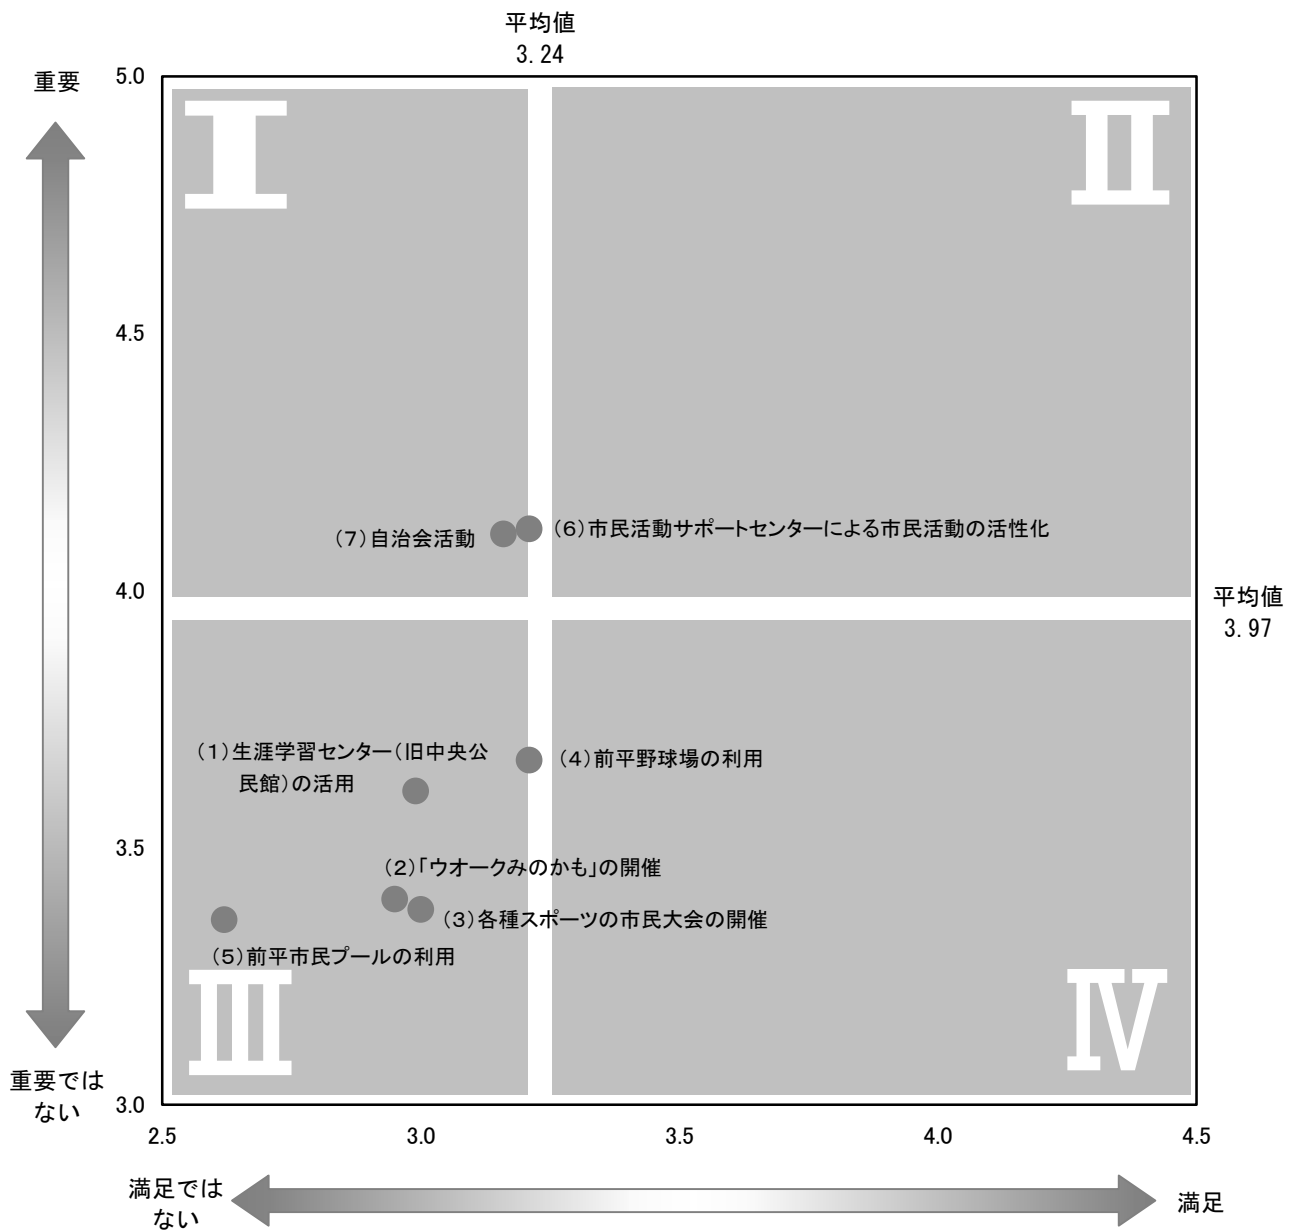 平均値
3.24
重要
5.0
Ⅰ
Ⅱ
4.5
(7)自治会活動
(6)市民活動サポートセンターによる市民活動の活性化
4.0
平均値
3.97
(1)生涯学習センター(旧中央公
民館)の活用
(4)前平野球場の利用
3.5
(2)「ウオークみのかも」の開催
(3)各種スポーツの市民大会の開催
(5)前平市民プールの利用
Ⅲ
Ⅳ
重要では
ない
3.0
2.5
3.0
3.5
4.0
4.5
満足では
ない
満足